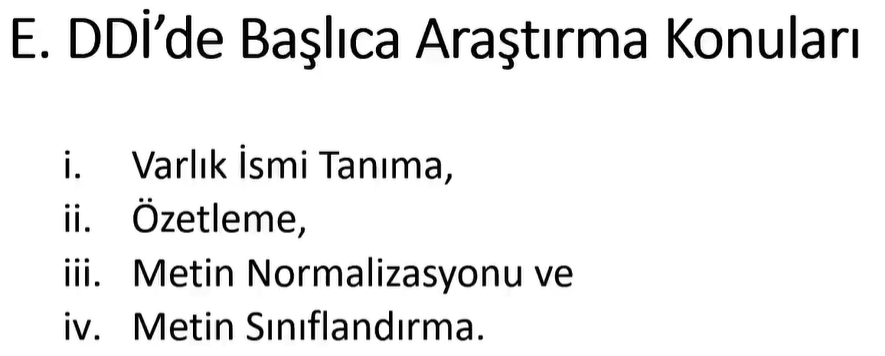 E. DDİ’de Başlıca Araştırma Konuları
i. Varlık İsmi Tanıma,
ii. Özetleme,
iii. Metin Normalizasyonu ve
iv. Metin Sınıflandırma.